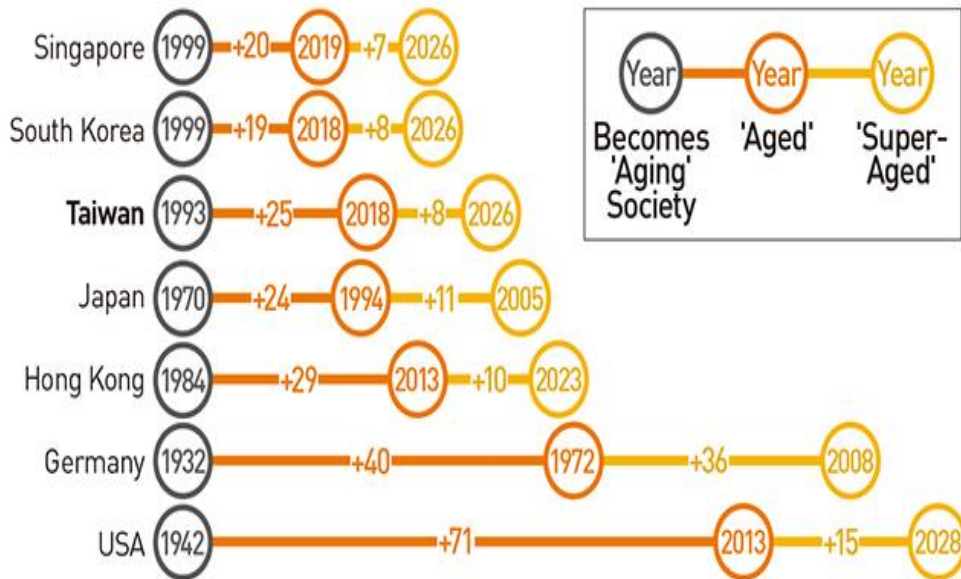 Singapore 1999 +20 2019 +7 2026
South Korea 1999 +19 2018 +8 2026
Taiwan 1993 +25 2018 +8 2026
Japan 1970 +24 1994 +11 2005
Hong Kong 1984 +29 2013 +10 2023
Germany 1932 +40 1972 +36 2008
USA 1942 +71 2013 +15 2028
Year Year Year
Becomes 'Aged' 'Super-
'Aging' Aged'
Society